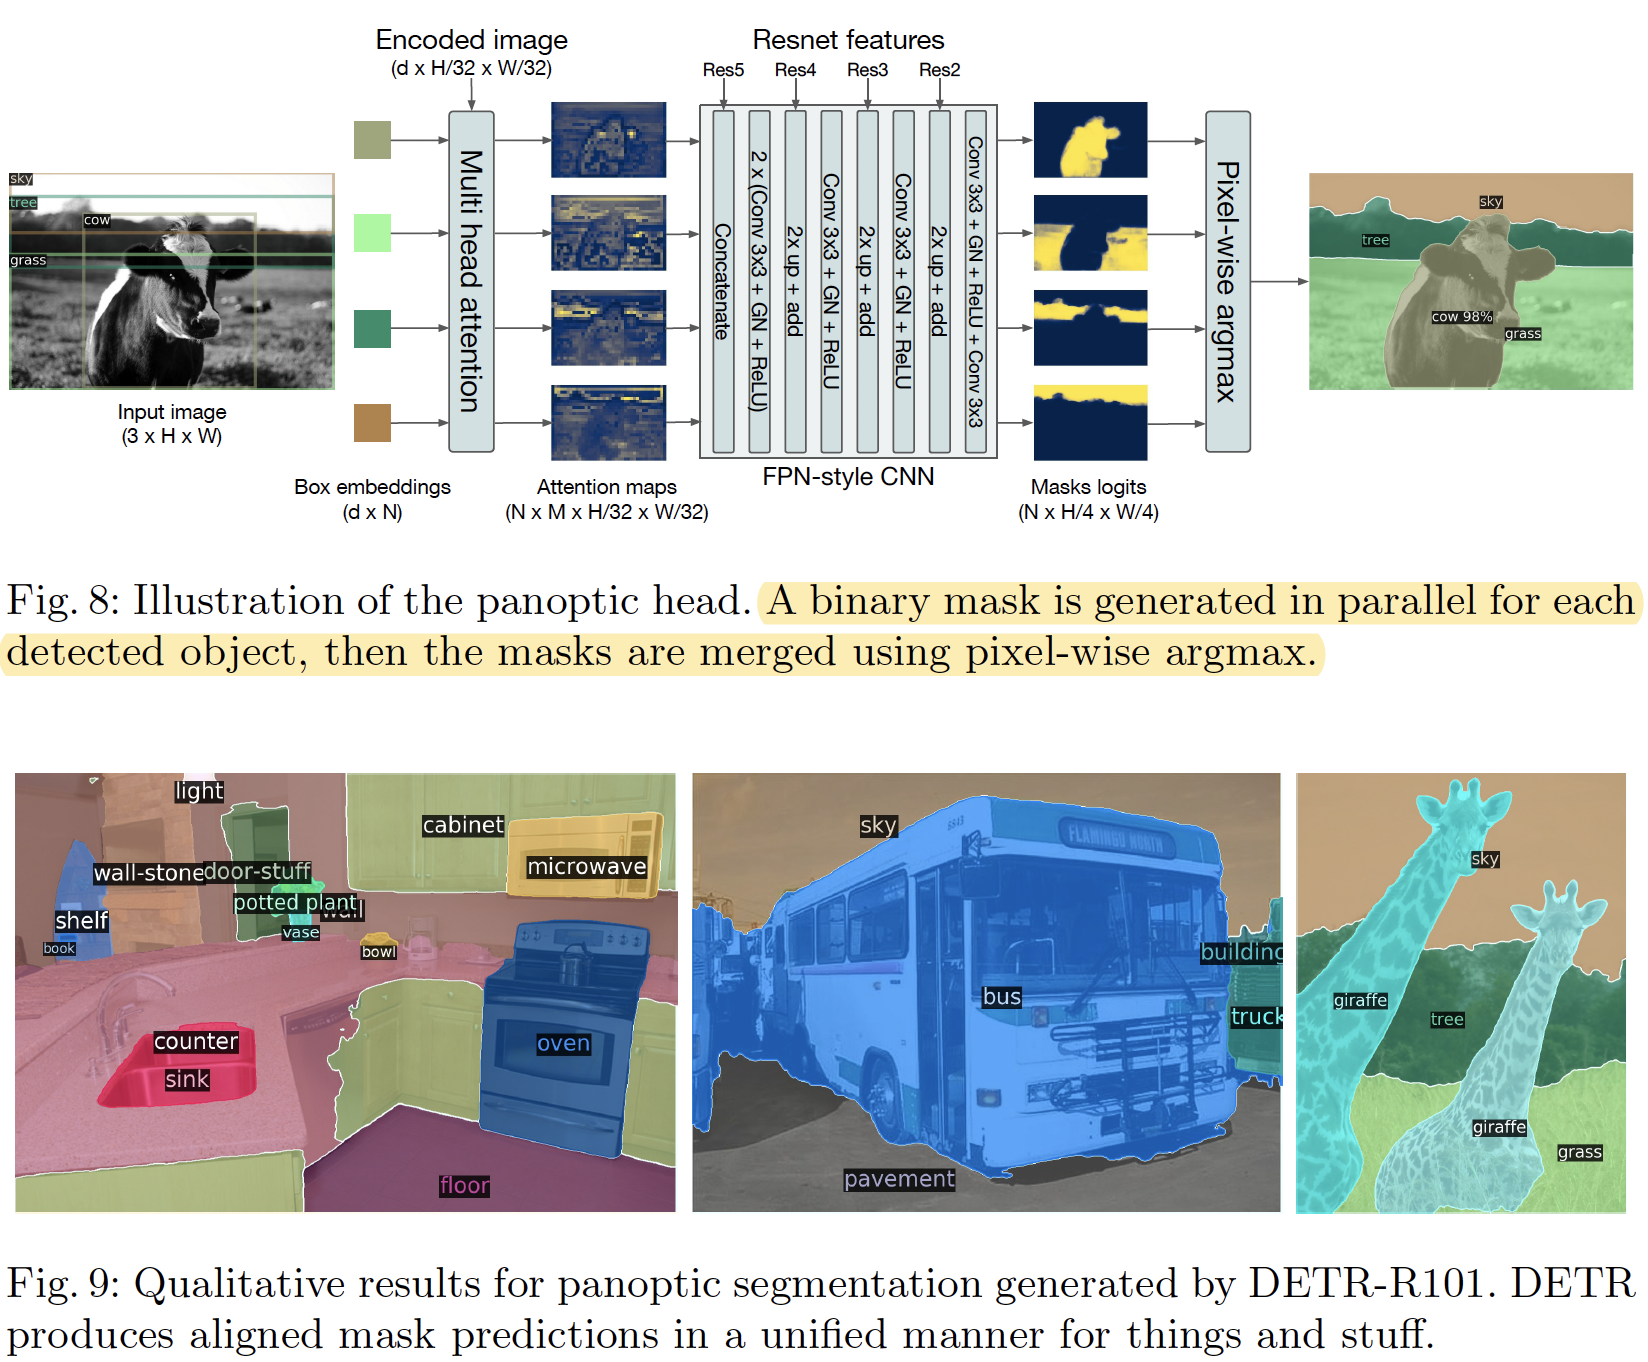 Encoded image
(d x H/32 x W/32)
Resnet features
Res5 Res4 Res3 Res2
sky
tree
cow
grass
Input image
(3 x H x W)
Box embeddings
(d x N)
Multi head attention
Attention maps
(N x M x H/32 x W/32)
Concatenate
2 x (Conv 3x3 + GN + ReLU)
2x up + add
Conv 3x3 + GN + ReLU
2x up + add
Conv 3x3 + GN + ReLU
2x up + add
Conv 3x3 + GN + ReLU + Conv 3x3
FPN-style CNN
Masks logits
(N x H/4 x W/4)
Pixel-wise argmax
sky
tree
cow 98%
grass
Fig. 8: Illustration of the panoptic head. A binary mask is generated in parallel for each
detected object, then the masks are merged using pixel-wise argmax.
light
cabinet
wall-stone
door-stuff
microwave
potted plant
wall
shelf
vase
book
bowl
counter
oven
sink
floor
sky
6643
FLAMINGO NORTH
building
bus
truck
pavement
sky
giraffe
tree
giraffe
grass
Fig. 9: Qualitative results for panoptic segmentation generated by DETR-R101. DETR
produces aligned mask predictions in a unified manner for things and stuff.